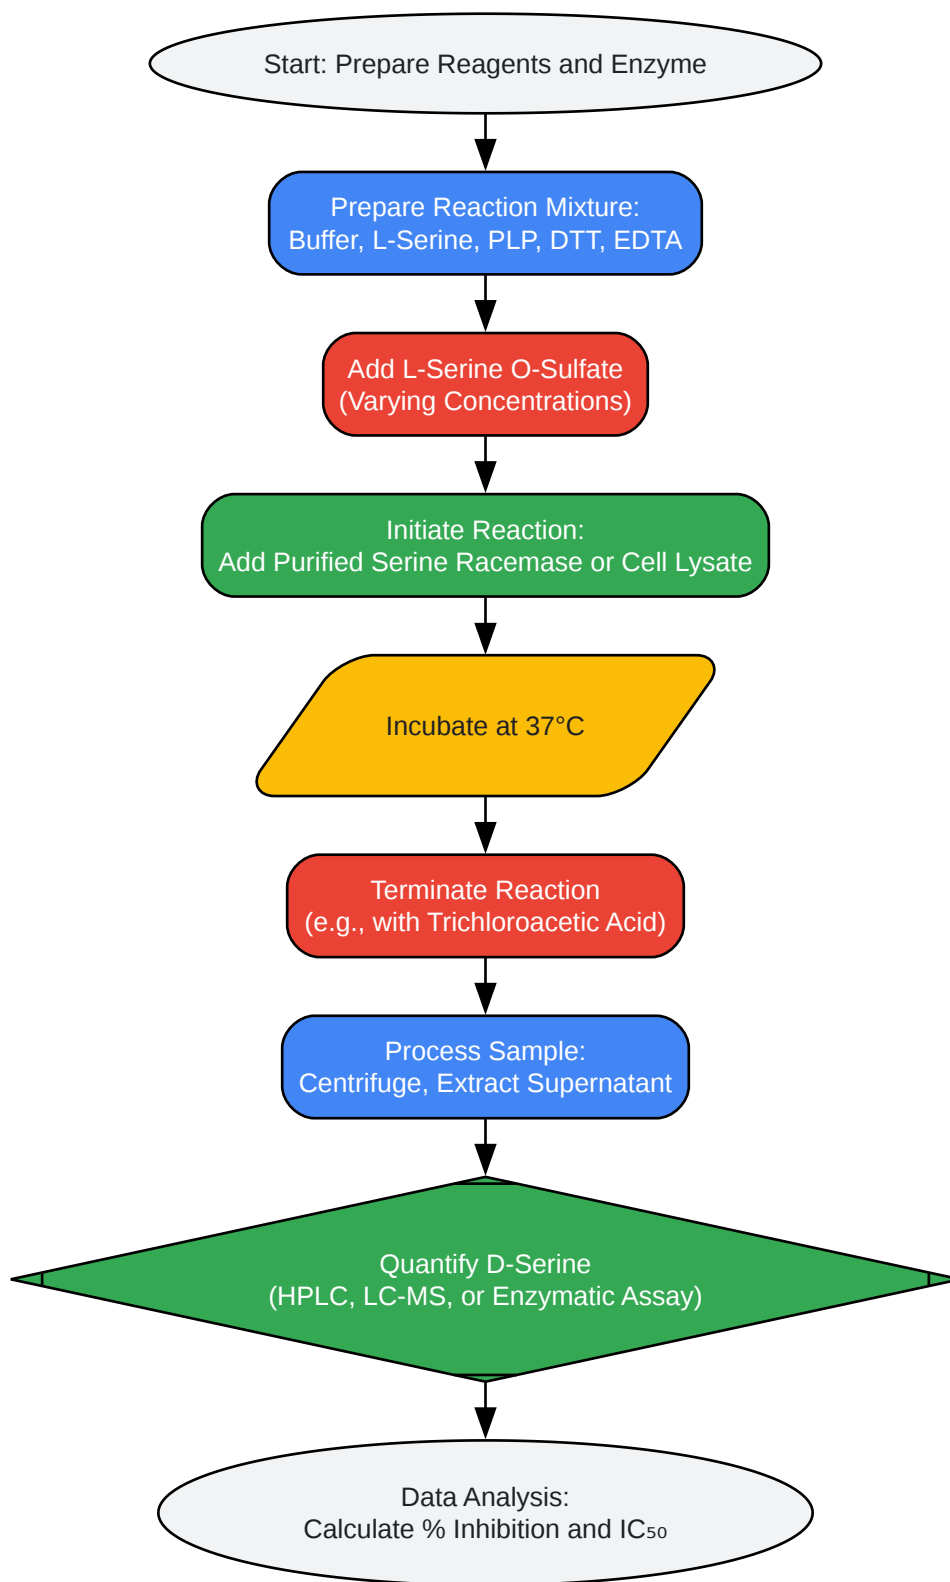 Start: Prepare Reagents and Enzyme
Prepare Reaction Mixture:
Buffer, L-Serine, PLP, DTT, EDTA
Add L-Serine O-Sulfate
(Varying Concentrations)
Initiate Reaction:
Add Purified Serine Racemase or Cell Lysate
Incubate at 37°C
Terminate Reaction
(e.g., with Trichloroacetic Acid)
Process Sample:
Centrifuge, Extract Supernatant
Quantify D-Serine
(HPLC, LC-MS, or Enzymatic Assay)
Data Analysis:
Calculate % Inhibition and IC₅₀